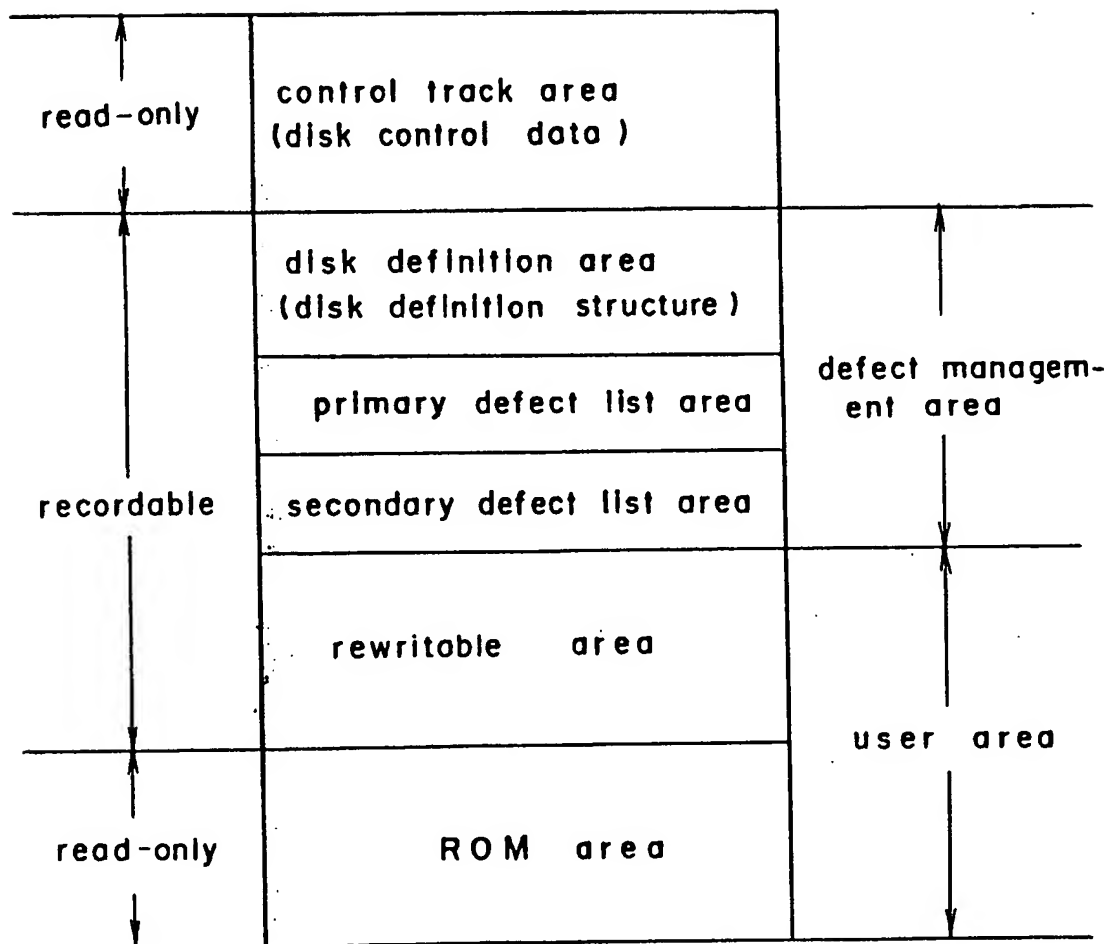 read-only
control track area
(disk control data)
disk definition area
(disk definition structure)
primary defect list area
defect managem-
ent area
recordable
secondary defect list area
rewritable area
user area
read-only
ROM area